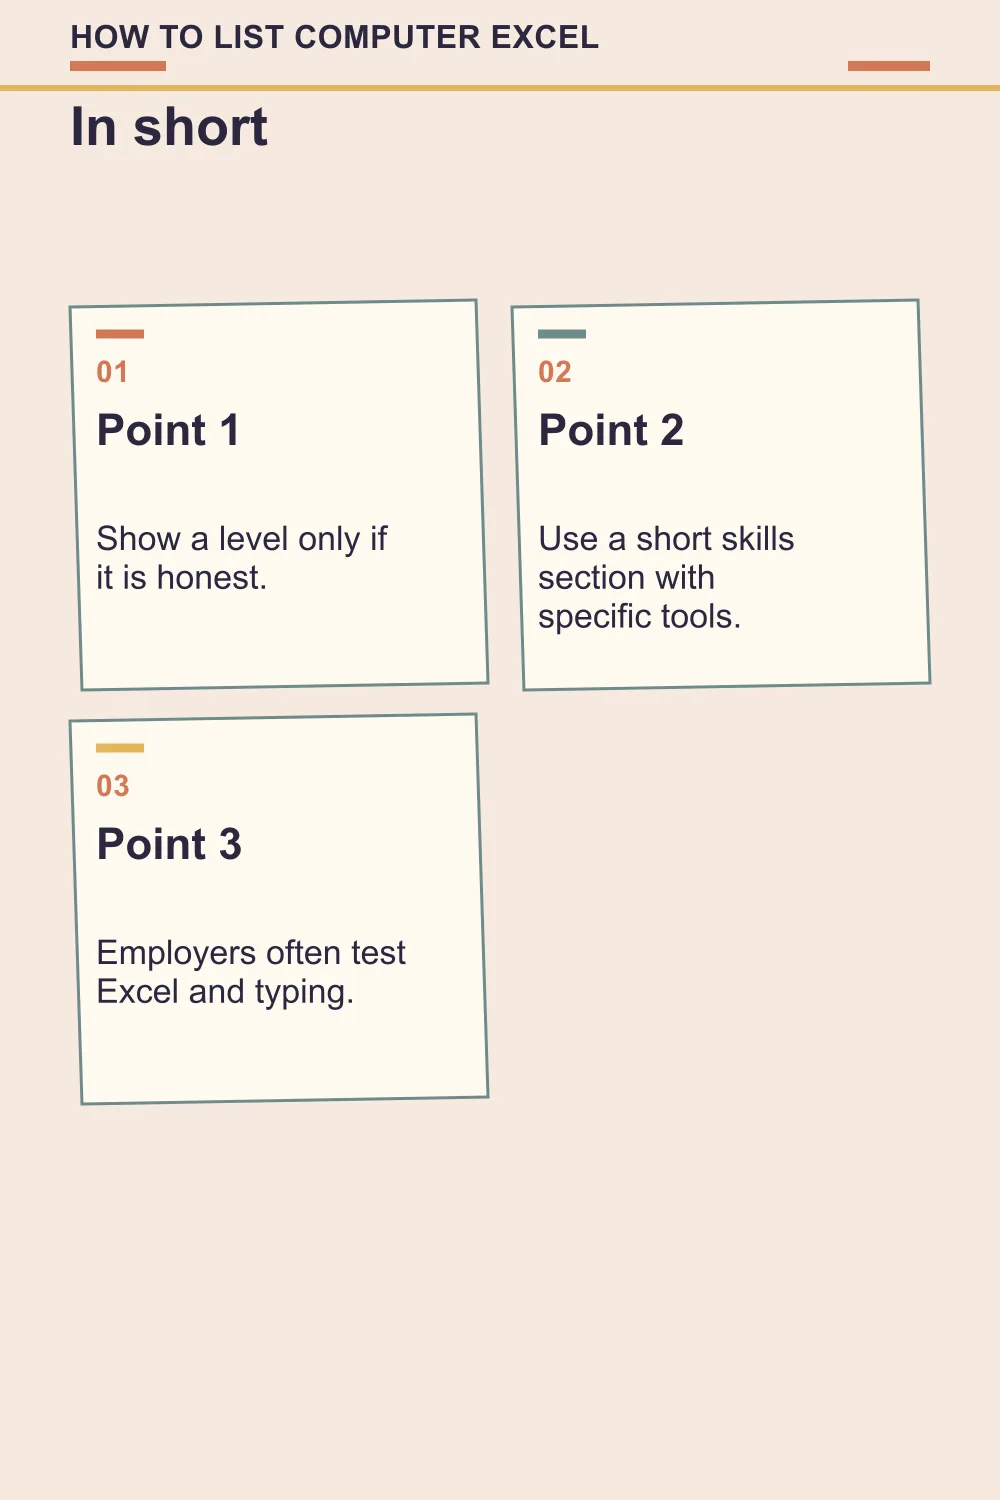 HOW TO LIST COMPUTER EXCEL
In short
01
Point 1
Show a level only if
it is honest.
02
Point 2
Use a short skills
section with
specific tools.
03
Point 3
Employers often test
Excel and typing.